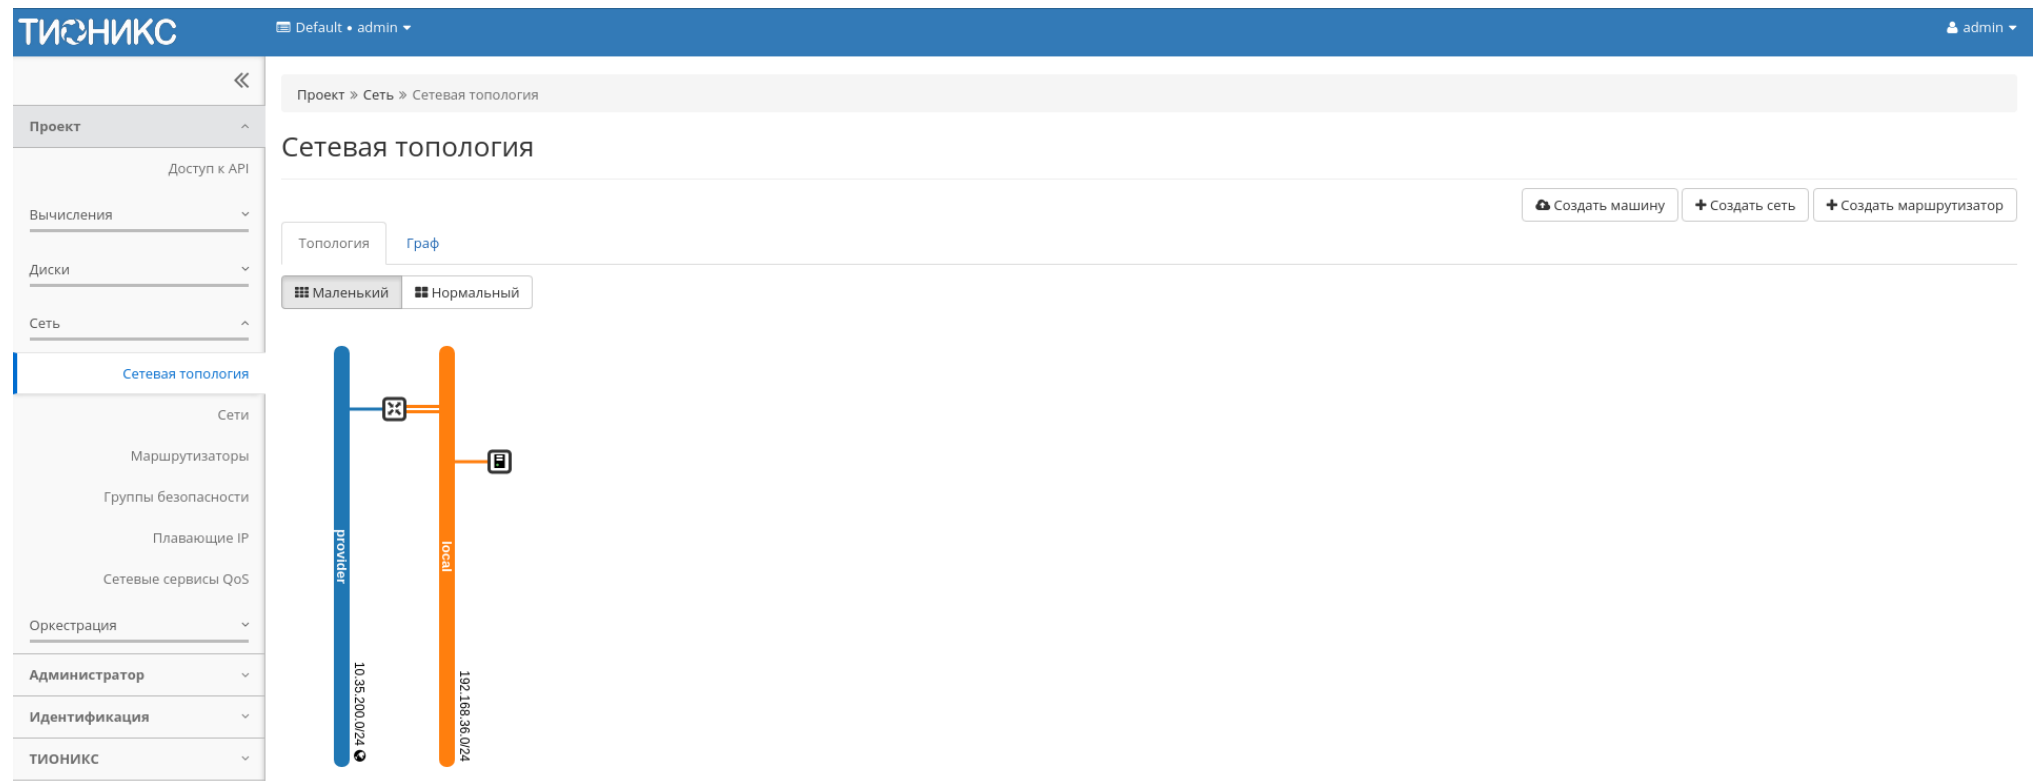 ТИОНИКС
Default • admin
admin
Проект » Сеть » Сетевая топология
Проект
Доступ к API
Вычисления
Диски
Сеть
Сетевая топология
Сети
Маршрутизаторы
Группы безопасности
Плавающие IP
Сетевые сервисы QoS
Оркестрация
Администратор
Идентификация
ТИОНИКС
Сетевая топология
Создать машину
Создать сеть
Создать маршрутизатор
Топология
Граф
Маленький
Нормальный
provider
10.35.200.0/24
local
192.168.36.0/24